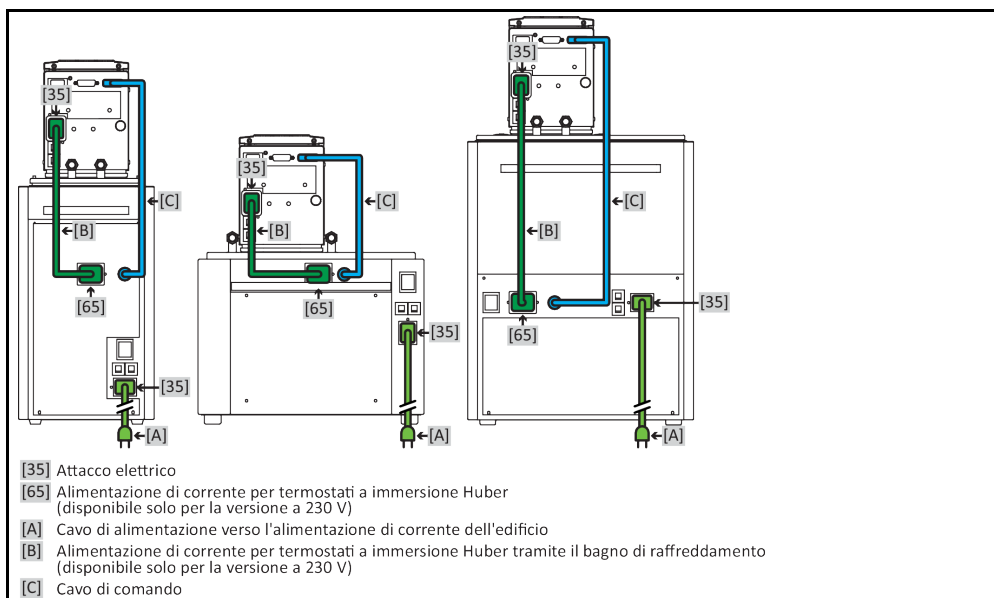 [35]
[35]
[35]
[C]
[C]
[C]
[B]
[B]
[B]
[65]
[65]
[65]
[35]
[35]
[35]
[A]
[A]
[A]
[35] Attacco elettrico
[65] Alimentazione di corrente per termostati a immersione Huber
(disponibile solo per la versione a 230 V)
[A] Cavo di alimentazione verso l'alimentazione di corrente dell'edificio
[B] Alimentazione di corrente per termostati a immersione Huber tramite il bagno di raffreddamento
(disponibile solo per la versione a 230 V)
[C] Cavo di comando